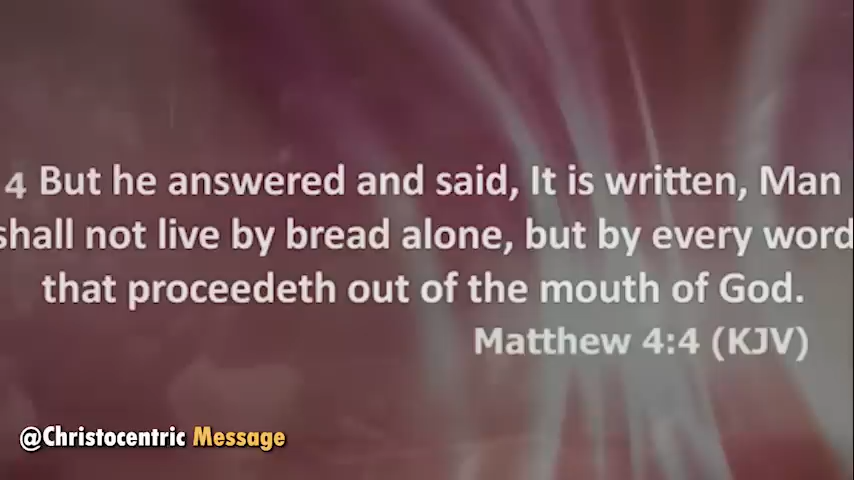 4 But he answered and said, It is written, Man
shall not live by bread alone, but by every word
that proceedeth out of the mouth of God.
Matthew 4:4 (KJV)
@Christocentric Message